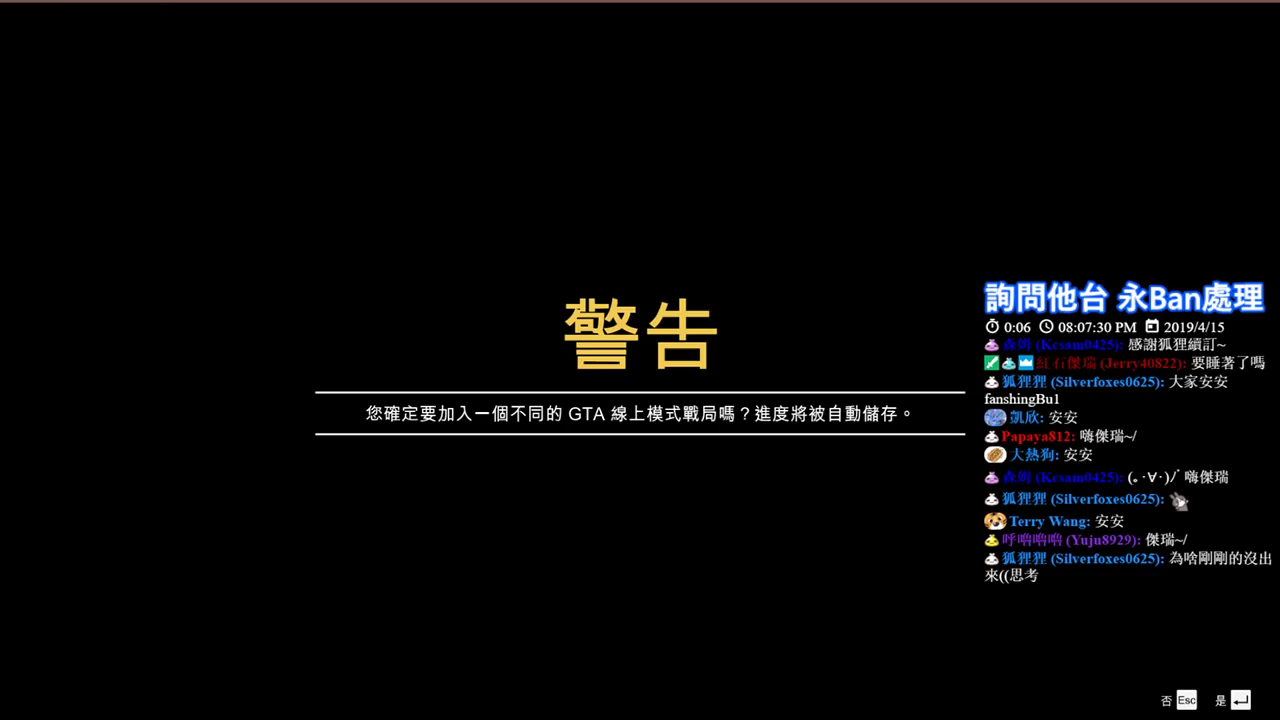 警告
您確定要加入一個不同的 GTA 線上模式戰局嗎？進度將被自動儲存。
詢問他台 永Ban處理
0:06 08:07:30 PM 2019/4/15
森姆 (Kcsam0425): 感謝狐狸續訂~
紅石傑瑞 (Jerry40822): 要睡著了嗎
狐狸狸 (Silverfoxes0625): 大家安安
fanshingBu1
凱欣: 安安
Papaya812: 嗨傑瑞~/
大熱狗: 安安
森姆 (Kcsam0425): (｡･∀･)ﾉﾞ嗨傑瑞
狐狸狸 (Silverfoxes0625):
Terry Wang: 安安
呼嚕嚕嚕 (Yuju8929): 傑瑞~/
狐狸狸 (Silverfoxes0625): 為啥剛剛的沒出
來((思考
否 Esc 是